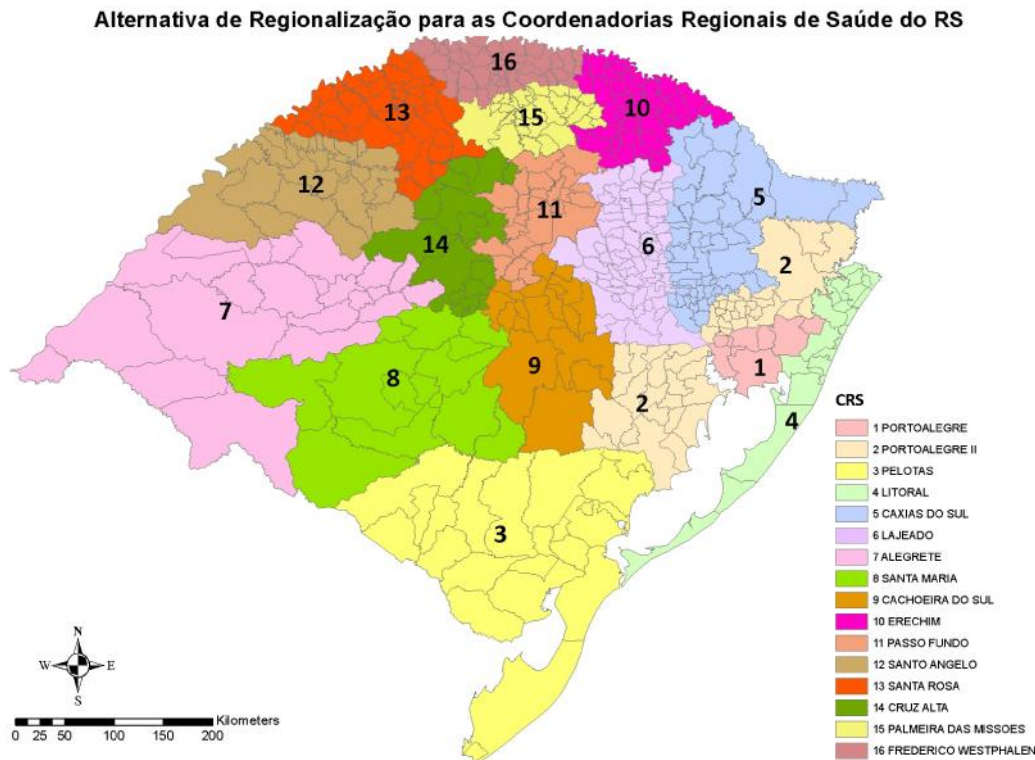 Alternativa de Regionalização para as Coordenadorias Regionais de Saúde do RS
16
13
15
10
12
5
11
14
6
2
7
8
9
1
2
4
3
CRS
1 PORTOALEGRE
2 PORTOALEGRE II
3 PELOTAS
4 LITORAL
5 CAXIAS DO SUL
6 LAJEADO
7 ALEGRETE
8 SANTA MARIA
9 CACHOEIRA DO SUL
10 ERECHIM
11 PASSO FUNDO
12 SANTO ANGELO
13 SANTA ROSA
14 CRUZ ALTA
15 PALMEIRA DAS MISSOES
16 FREDERICO WESTPHALEN
N
W E
S
Kilometers
0 25 50 100 150 200